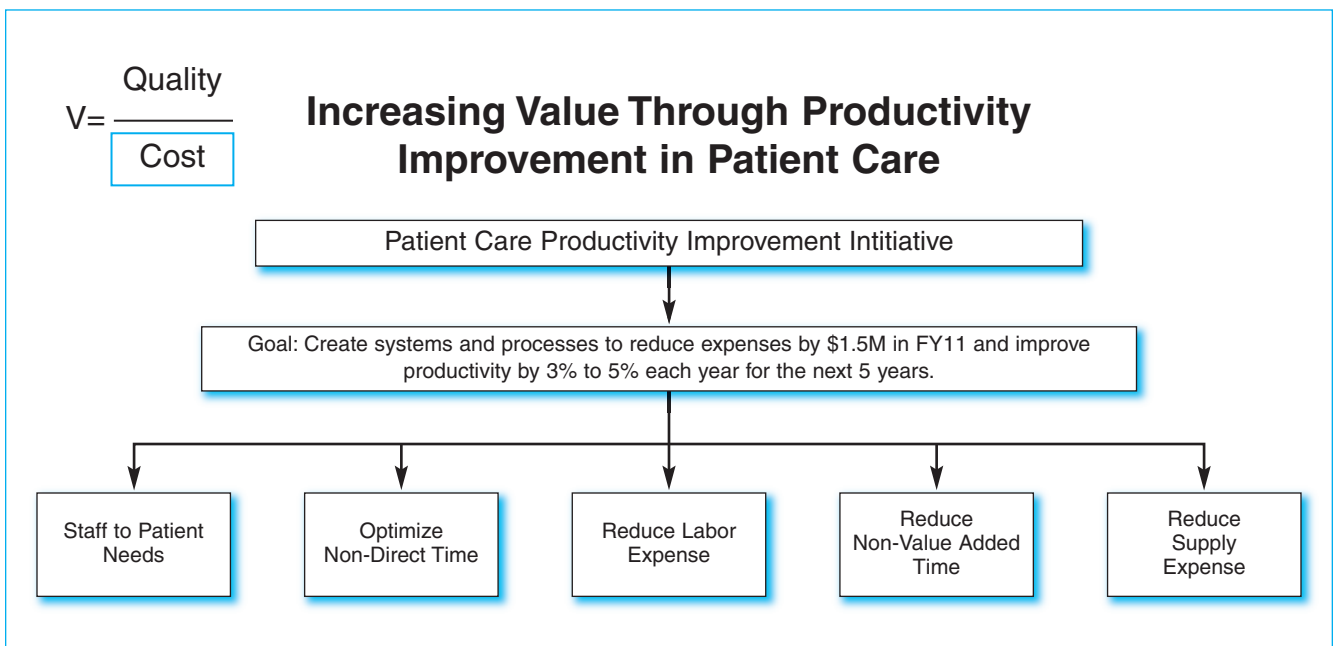 Quality
V=
Cost
Increasing Value Through Productivity
Improvement in Patient Care
Patient Care Productivity Improvement Intitiative
Goal: Create systems and processes to reduce expenses by $1.5M in FY11 and improve
productivity by 3% to 5% each year for the next 5 years.
Staff to Patient
Needs
Optimize
Non-Direct Time
Reduce Labor
Expense
Reduce
Non-Value Added
Time
Reduce
Supply
Expense